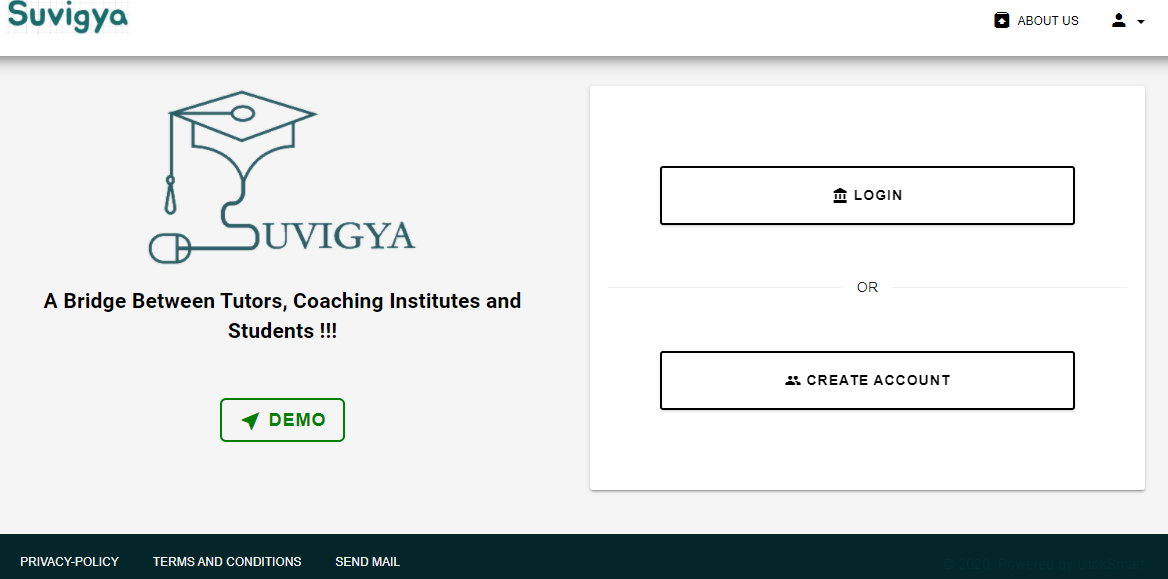 Suvigya
ABOUT US
SUVIGYA
A Bridge Between Tutors, Coaching Institutes and
Students !!!
DEMO
LOGIN
OR
CREATE ACCOUNT
PRIVACY-POLICY
TERMS AND CONDITIONS
SEND MAIL